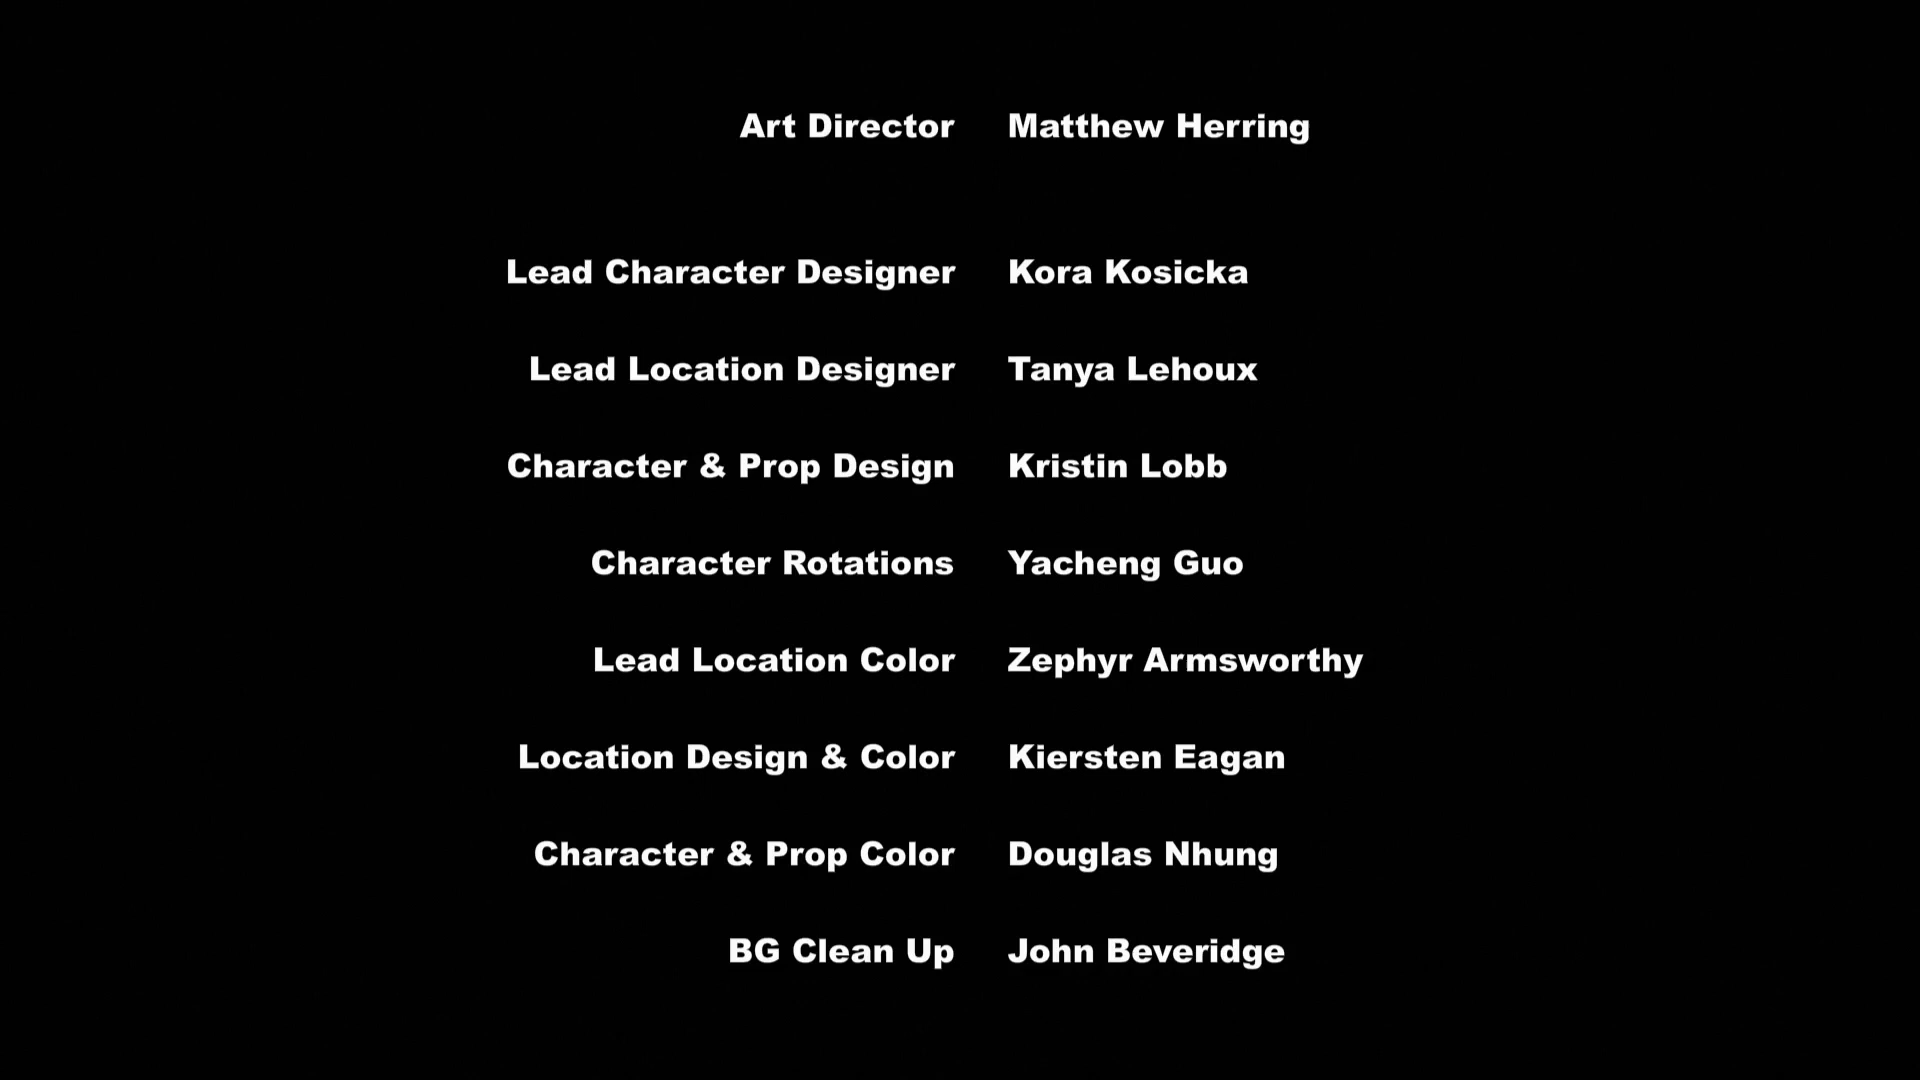 Art Director Matthew Herring
Lead Character Designer Kora Kosicka
Lead Location Designer Tanya Lehoux
Character & Prop Design Kristin Lobb
Character Rotations Yacheng Guo
Lead Location Color Zephyr Armsworthy
Location Design & Color Kiersten Eagan
Character & Prop Color Douglas Nhung
BG Clean Up John Beveridge